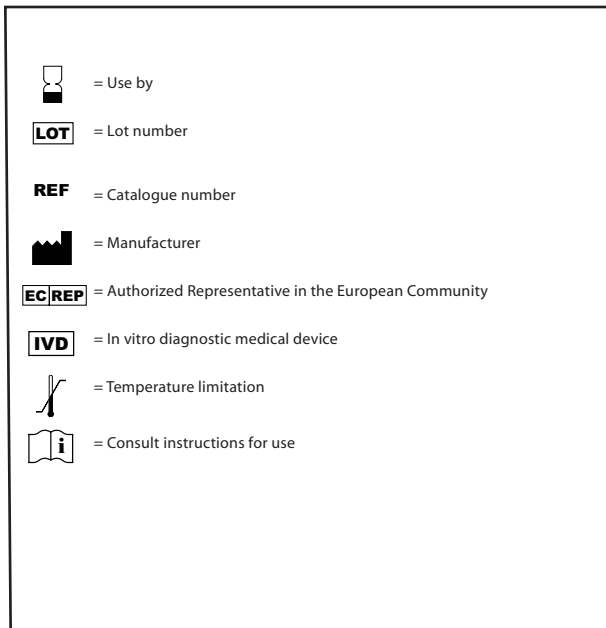 = Use by
LOT = Lot number
REF = Catalogue number
= Manufacturer
EC REP = Authorized Representative in the European Community
IVD = In vitro diagnostic medical device
= Temperature limitation
i = Consult instructions for use